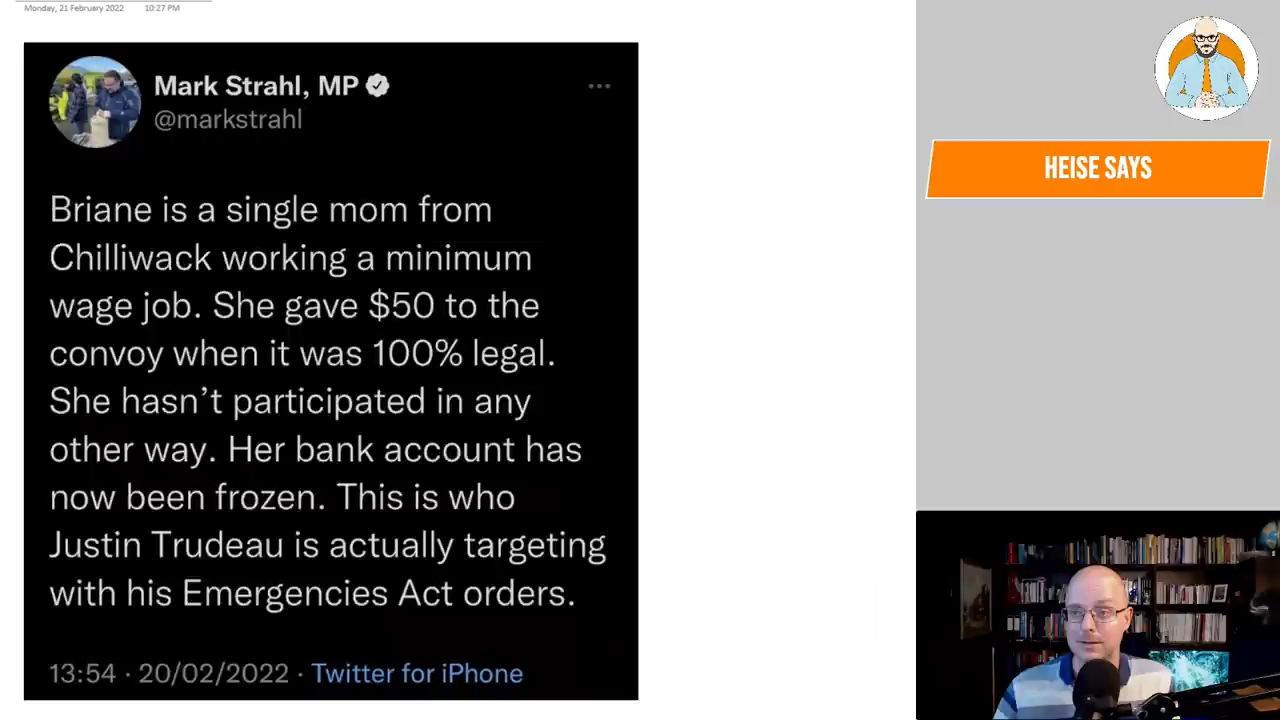 Monday, 21 February 2022 10:27 PM
Mark Strahl, MP
@markstrahl
Briane is a single mom from
Chilliwack working a minimum
wage job. She gave $50 to the
convoy when it was 100% legal.
She hasn't participated in any
other way. Her bank account has
now been frozen. This is who
Justin Trudeau is actually targeting
with his Emergencies Act orders.
13:54 · 20/02/2022 · Twitter for iPhone
HEISE SAYS